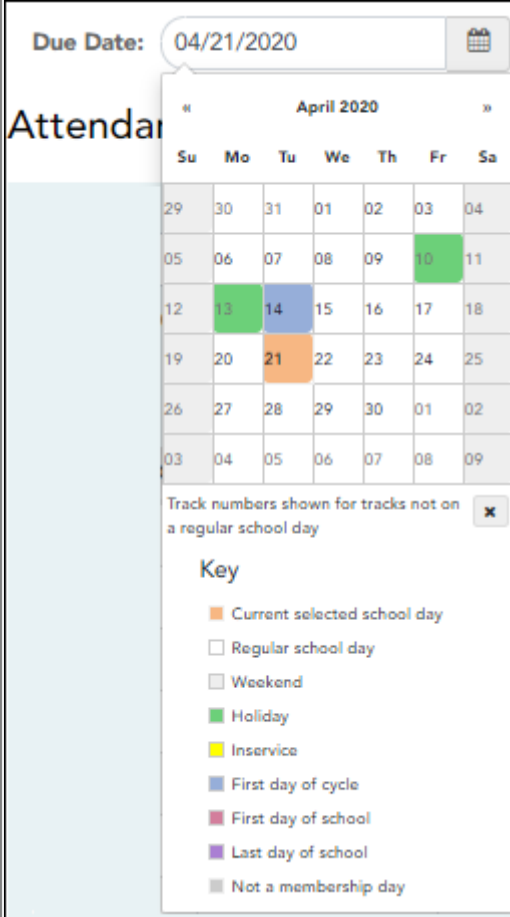 Due Date: 04/21/2020
« April 2020 »
Attendar
Su Mo Tu We Th Fr Sa
29 30 31 01 02 03 04
05 06 07 08 09 10 11
12 13 14 15 16 17 18
19 20 21 22 23 24 25
26 27 28 29 30 01 02
03 04 05 06 07 08 09
Track numbers shown for tracks not on
a regular school day
Key
Current selected school day
Regular school day
Weekend
Holiday
Inservice
First day of cycle
First day of school
Last day of school
Not a membership day